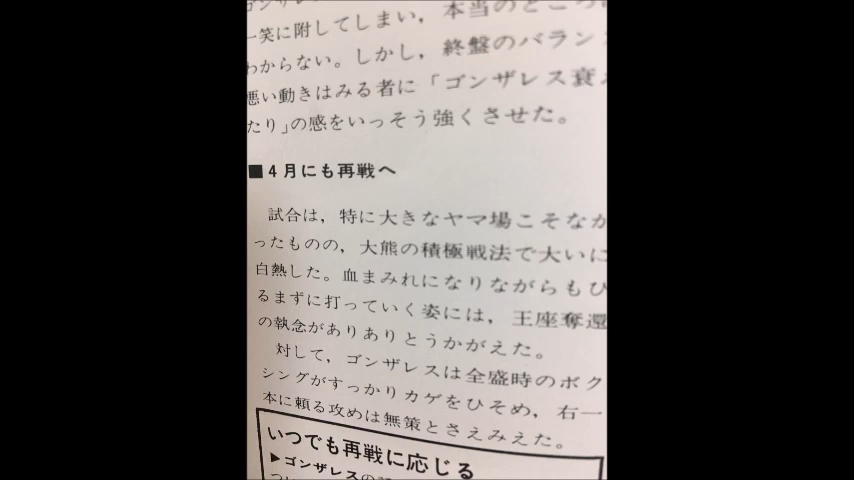 一笑に附してしまい，本当のところ
わからない。しかし，終盤のバラン
悪い動きはみる者に「ゴンザレス衰
たり」の感をいっそう強くさせた。
■4月にも再戦へ
試合は，特に大きなヤマ場こそなか
ったものの，大熊の積極戦法で大いに
白熱した。血まみれになりながらもひ
るまずに打っていく姿には，王座奪還
の執念がありありとうかがえた。
対して，ゴンザレスは全盛時のボク
シングがすっかりカゲをひそめ，右一
本に頼る攻めは無策とさえみえた。
いつでも再戦に応じる
▶ゴンザレスの